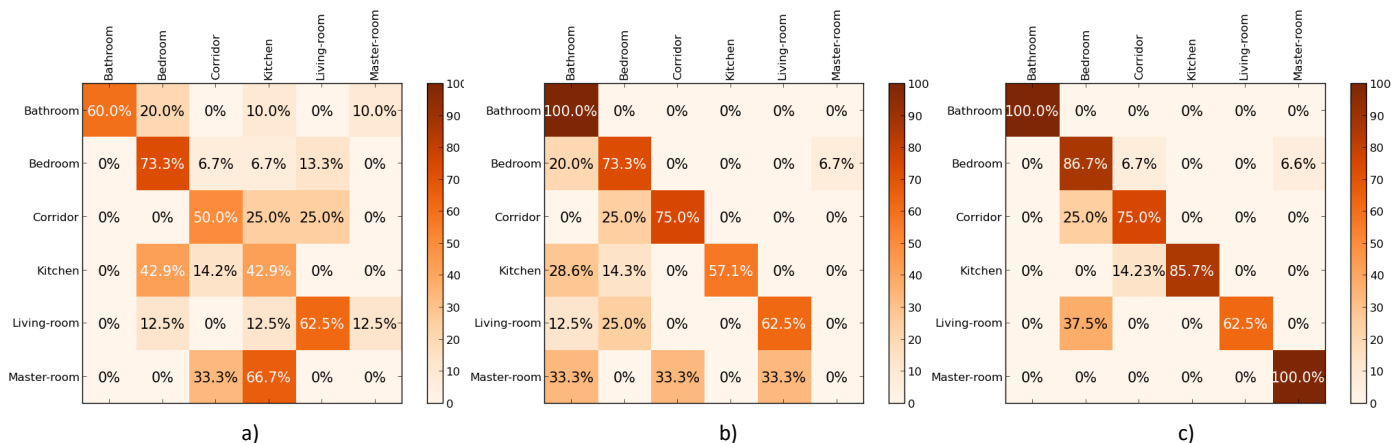 Bathroom Bedroom Corridor Kitchen Living-room Master-room
Bathroom 60.0% 20.0% 0% 10.0% 0% 10.0%
Bedroom 0% 73.3% 6.7% 6.7% 13.3% 0%
Corridor 0% 0% 50.0% 25.0% 25.0% 0%
Kitchen 0% 42.9% 14.2% 42.9% 0% 0%
Living-room 0% 12.5% 0% 12.5% 62.5% 12.5%
Master-room 0% 0% 33.3% 66.7% 0% 0%
100
90
80
70
60
50
40
30
20
10
0
a)
Bathroom Bedroom Corridor Kitchen Living-room Master-room
Bathroom 100.0% 0% 0% 0% 0% 0%
Bedroom 20.0% 73.3% 0% 0% 0% 6.7%
Corridor 0% 25.0% 75.0% 0% 0% 0%
Kitchen 28.6% 14.3% 0% 57.1% 0% 0%
Living-room 12.5% 25.0% 0% 0% 62.5% 0%
Master-room 33.3% 0% 33.3% 0% 33.3% 0%
100
90
80
70
60
50
40
30
20
10
0
b)
Bathroom Bedroom Corridor Kitchen Living-room Master-room
Bathroom 100.0% 0% 0% 0% 0% 0%
Bedroom 0% 86.7% 6.7% 0% 0% 6.6%
Corridor 0% 25.0% 75.0% 0% 0% 0%
Kitchen 0% 0% 14.23% 85.7% 0% 0%
Living-room 0% 37.5% 0% 0% 62.5% 0%
Master-room 0% 0% 0% 0% 0% 100.0%
100
90
80
70
60
50
40
30
20
10
0
c)